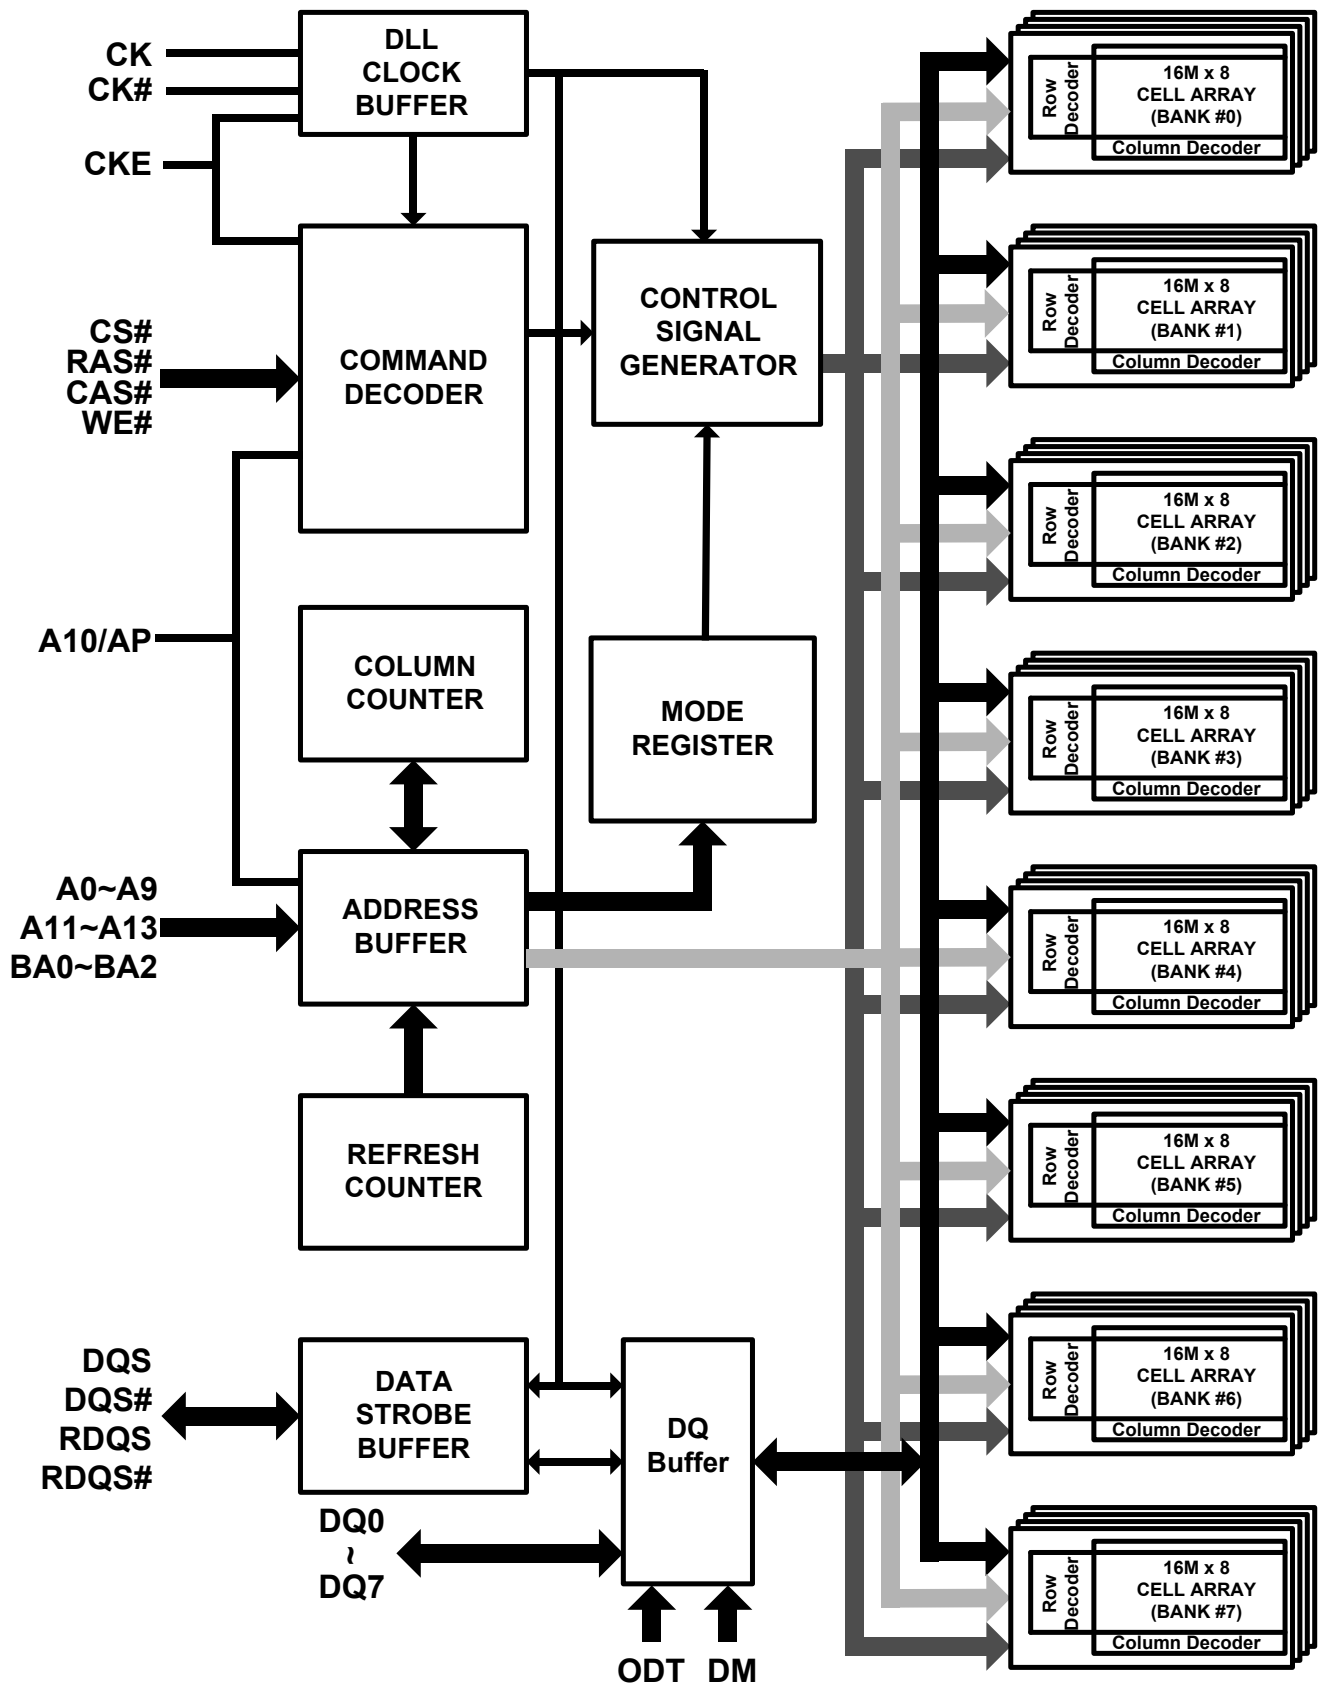 CK
CK#
CKE
CS#
RAS#
CAS#
WE#
A10/AP
A0~A9
A11~A13
BA0~BA2
DQS
DQS#
RDQS
RDQS#
DQ0
~
DQ7
DLL
CLOCK
BUFFER
COMMAND
DECODER
COLUMN
COUNTER
ADDRESS
BUFFER
REFRESH
COUNTER
DATA
STROBE
BUFFER
CONTROL
SIGNAL
GENERATOR
MODE
REGISTER
DQ
Buffer
ODT
DM
Row
Decoder
16M x 8
CELL ARRAY
(BANK #0)
Column Decoder
Row
Decoder
16M x 8
CELL ARRAY
(BANK #1)
Column Decoder
Row
Decoder
16M x 8
CELL ARRAY
(BANK #2)
Column Decoder
Row
Decoder
16M x 8
CELL ARRAY
(BANK #3)
Column Decoder
Row
Decoder
16M x 8
CELL ARRAY
(BANK #4)
Column Decoder
Row
Decoder
16M x 8
CELL ARRAY
(BANK #5)
Column Decoder
Row
Decoder
16M x 8
CELL ARRAY
(BANK #6)
Column Decoder
Row
Decoder
16M x 8
CELL ARRAY
(BANK #7)
Column Decoder